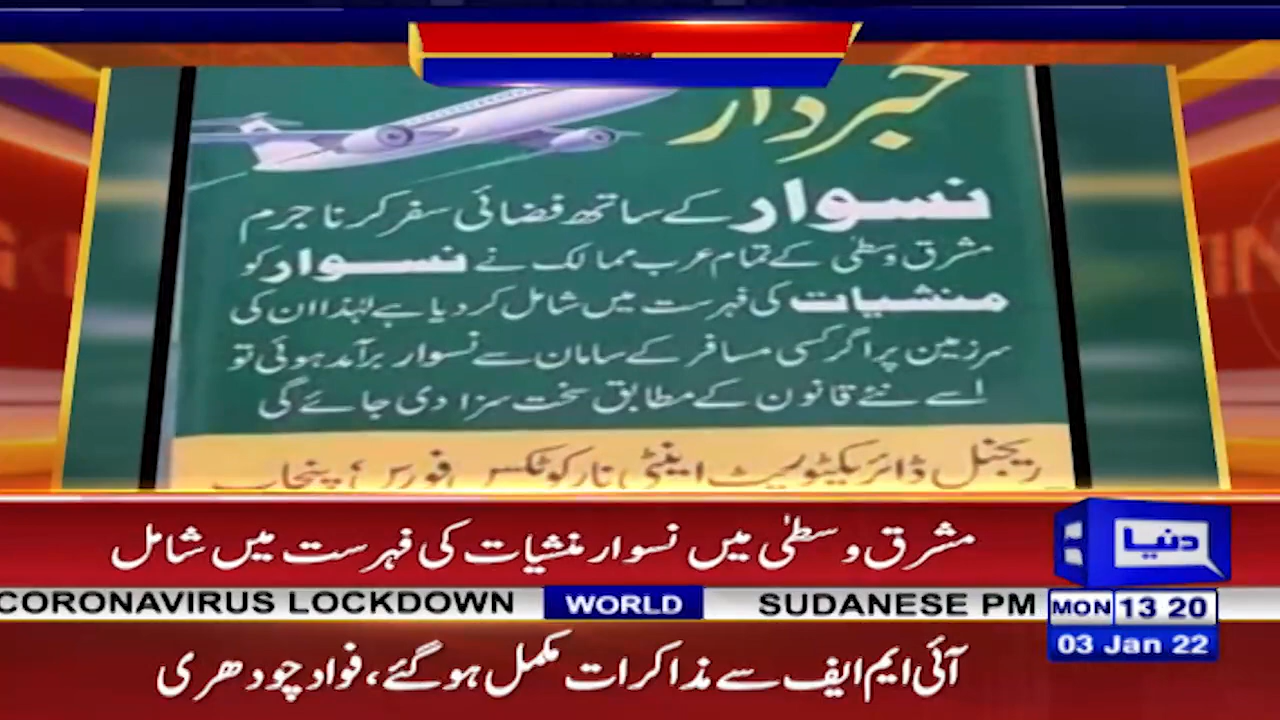 خبردار
نسوار کے ساتھ فضائی سفر کرنا جرم
مشرق وسطیٰ کے تمام عرب ممالک نے نسوار کو
منشیات کی فہرست میں شامل کر دیا ہے لہٰذا ان کی
سرزمین پر اگر کسی مسافر کے سامان سے نسوار برآمد ہوئی تو
اسے نئے قانون کے مطابق سخت سزا دی جائے گی
ریجنل ڈائریکٹوریٹ اینٹی نارکوٹکس فورس، پنجاب
مشرق وسطیٰ میں نسوار منشیات کی فہرست میں شامل
دنیا
CORONAVIRUS LOCKDOWN WORLD SUDANESE PM
MON 13 20
03 Jan 22
آئی ایم ایف سے مذاکرات مکمل ہوگئے، فواد چودھری